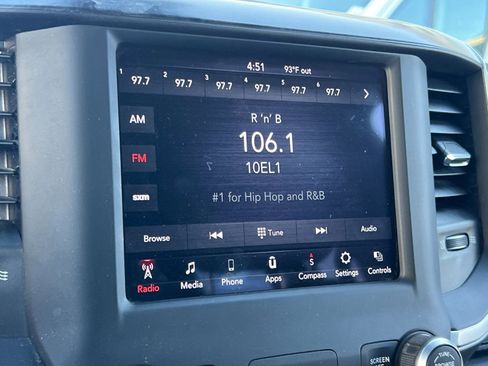 4:51 93°F out
1 97.7 2 97.7 3 97.7 4 97.7 5 97.7 6 97.7
AM
R 'n' B
106.1
FM
10EL1
sxm
#1 for Hip Hop and R&B
Browse Tune Audio
S
Radio Media Phone Apps Compass Settings Controls
SCREEN
TUNE
BROWSE